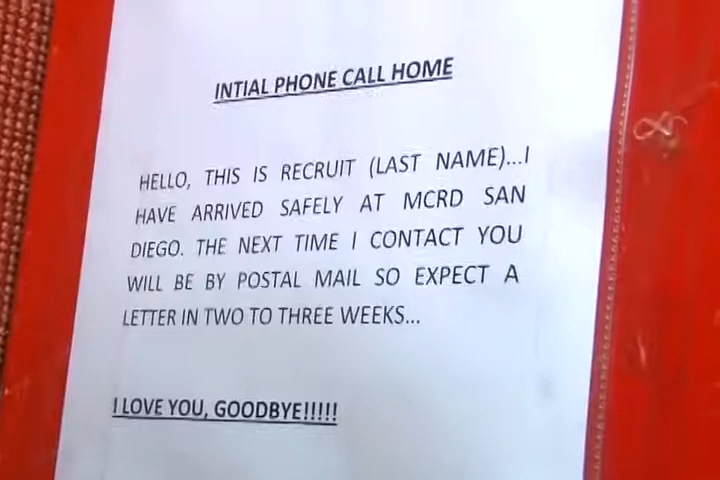 INTIAL PHONE CALL HOME
HELLO, THIS IS RECRUIT (LAST NAME)...I
HAVE ARRIVED SAFELY AT MCRD SAN
DIEGO. THE NEXT TIME I CONTACT YOU
WILL BE BY POSTAL MAIL SO EXPECT A
LETTER IN TWO TO THREE WEEKS...
I LOVE YOU, GOODBYE!!!!!